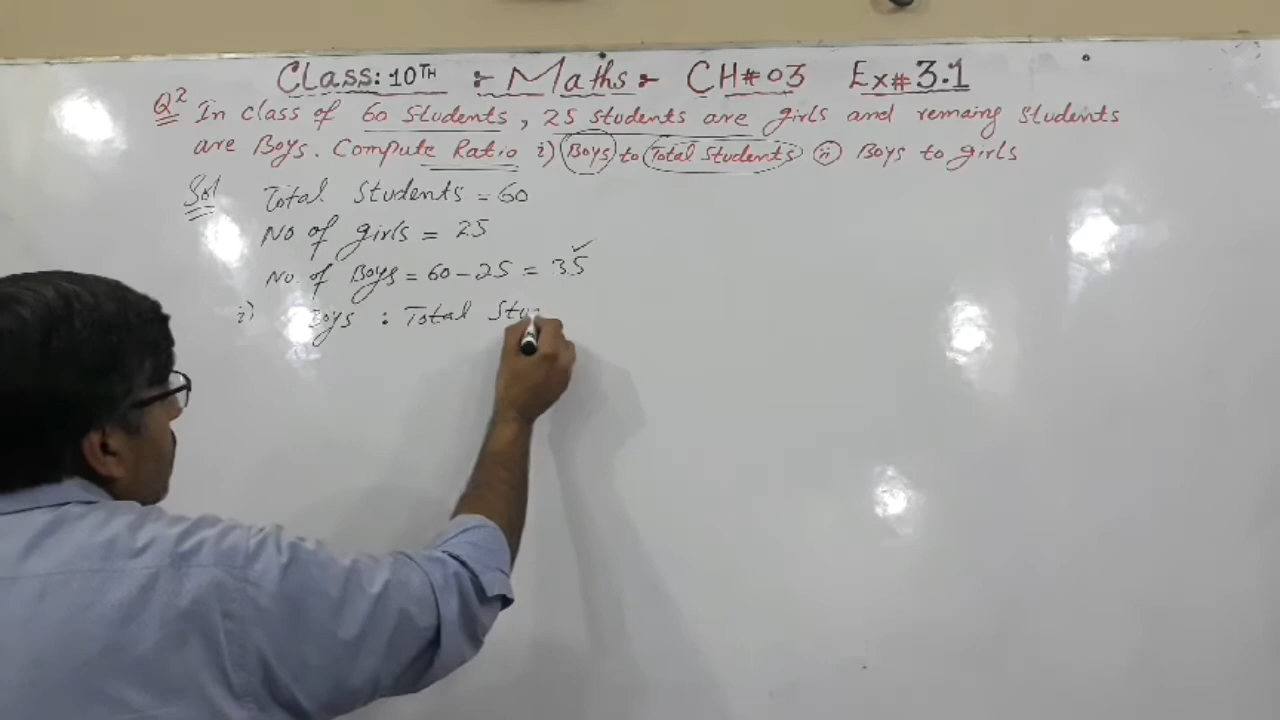 Class: 10TH :- Maths :- CH # 03 Ex # 3.1
Q2 In class of 60 Students, 25 students are girls and remaing students
are Boys. Compute Ratio i) Boys to Total Students ii) Boys to girls
Sol Total Students = 60
No of girls = 25
No. of Boys = 60 - 25 = 35
i) Boys : Total Stu